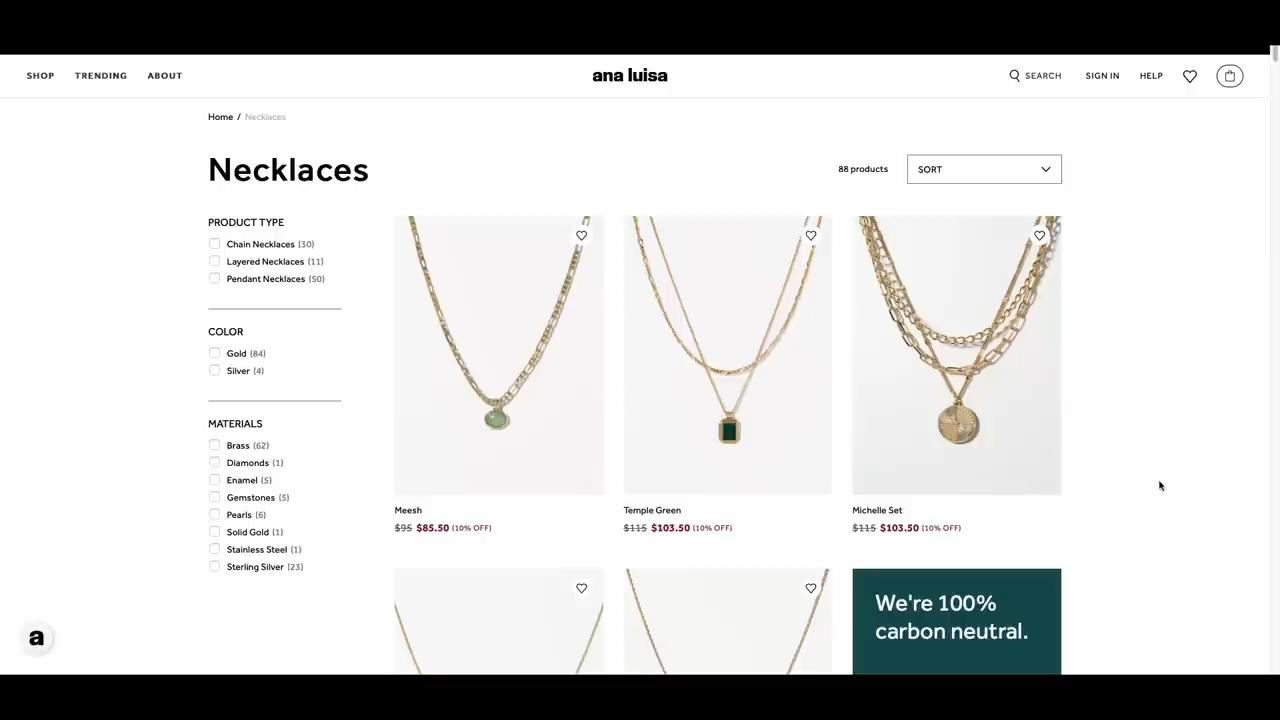 SHOP TRENDING ABOUT
ana luisa
SEARCH SIGN IN HELP
Home / Necklaces
Necklaces
88 products
SORT
PRODUCT TYPE
Chain Necklaces (30)
Layered Necklaces (11)
Pendant Necklaces (50)
COLOR
Gold (84)
Silver (4)
MATERIALS
Brass (62)
Diamonds (1)
Enamel (5)
Gemstones (5)
Pearls (6)
Solid Gold (1)
Stainless Steel (1)
Sterling Silver (23)
Meesh
$95 $85.50 (10% OFF)
Temple Green
$115 $103.50 (10% OFF)
Michelle Set
$115 $103.50 (10% OFF)
We're 100%
carbon neutral.
a